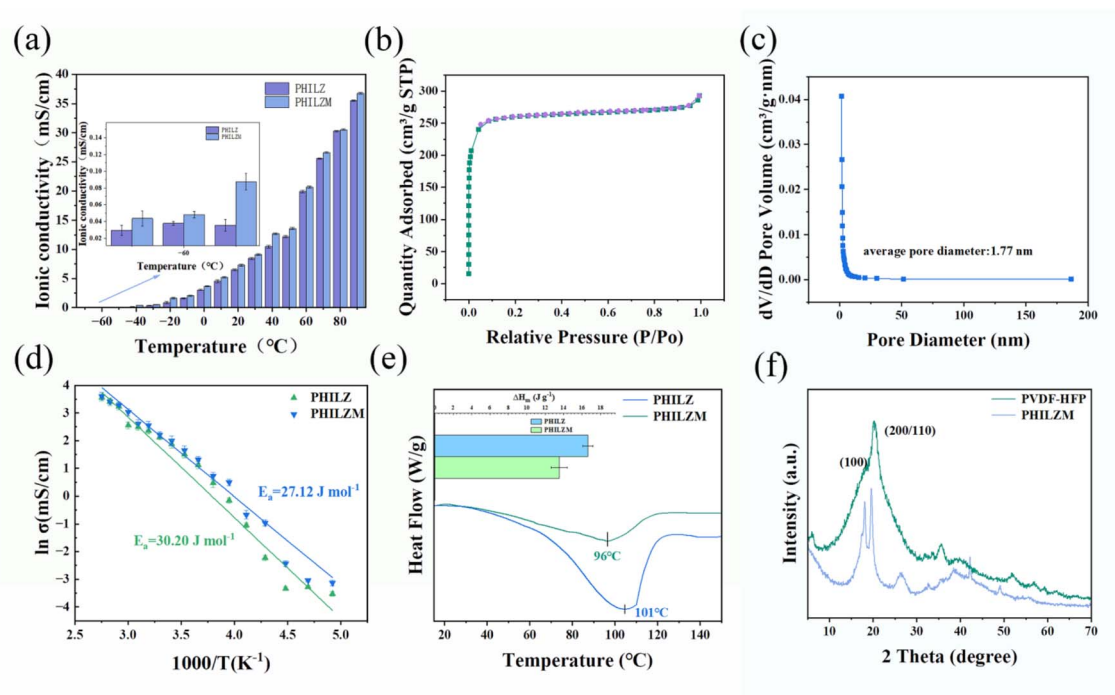 (a)
Ionic conductivity（mS/cm）
40
35
30
25
20
15
10
5
0
PHILZ
PHILZM
Ionic conductivity（mS/cm）
0.14
0.12
0.10
0.08
0.06
0.04
0.02
PHILZ
PHILZM
−60
Temperature（℃）
−60
−40
−20
0
20
40
60
80
Temperature（℃）
(b)
Quantity Adsorbed (cm³/g STP)
300
250
200
150
100
50
0
0.0
0.2
0.4
0.6
0.8
1.0
Relative Pressure (P/Po)
(c)
dV/dD Pore Volume (cm³/g·nm)
0.04
0.03
0.02
0.01
0.00
average pore diameter:1.77 nm
0
50
100
150
200
Pore Diameter (nm)
(d)
ln σ(mS/cm)
4
3
2
1
0
−1
−2
−3
−4
PHILZ
PHILZM
Eₐ=27.12 J mol⁻¹
Eₐ=30.20 J mol⁻¹
2.5
3.0
3.5
4.0
4.5
5.0
1000/T(K⁻¹)
(e)
Heat Flow (W/g)
ΔHₘ (J g⁻¹)
0
4
8
12
16
PHILZ
PHILZM
PHILZ
PHILZM
96℃
101℃
20
40
60
80
100
120
140
Temperature (℃)
(f)
Intensity (a.u.)
PVDF-HFP
PHILZM
(200/110)
(100)
10
20
30
40
50
60
70
2 Theta (degree)